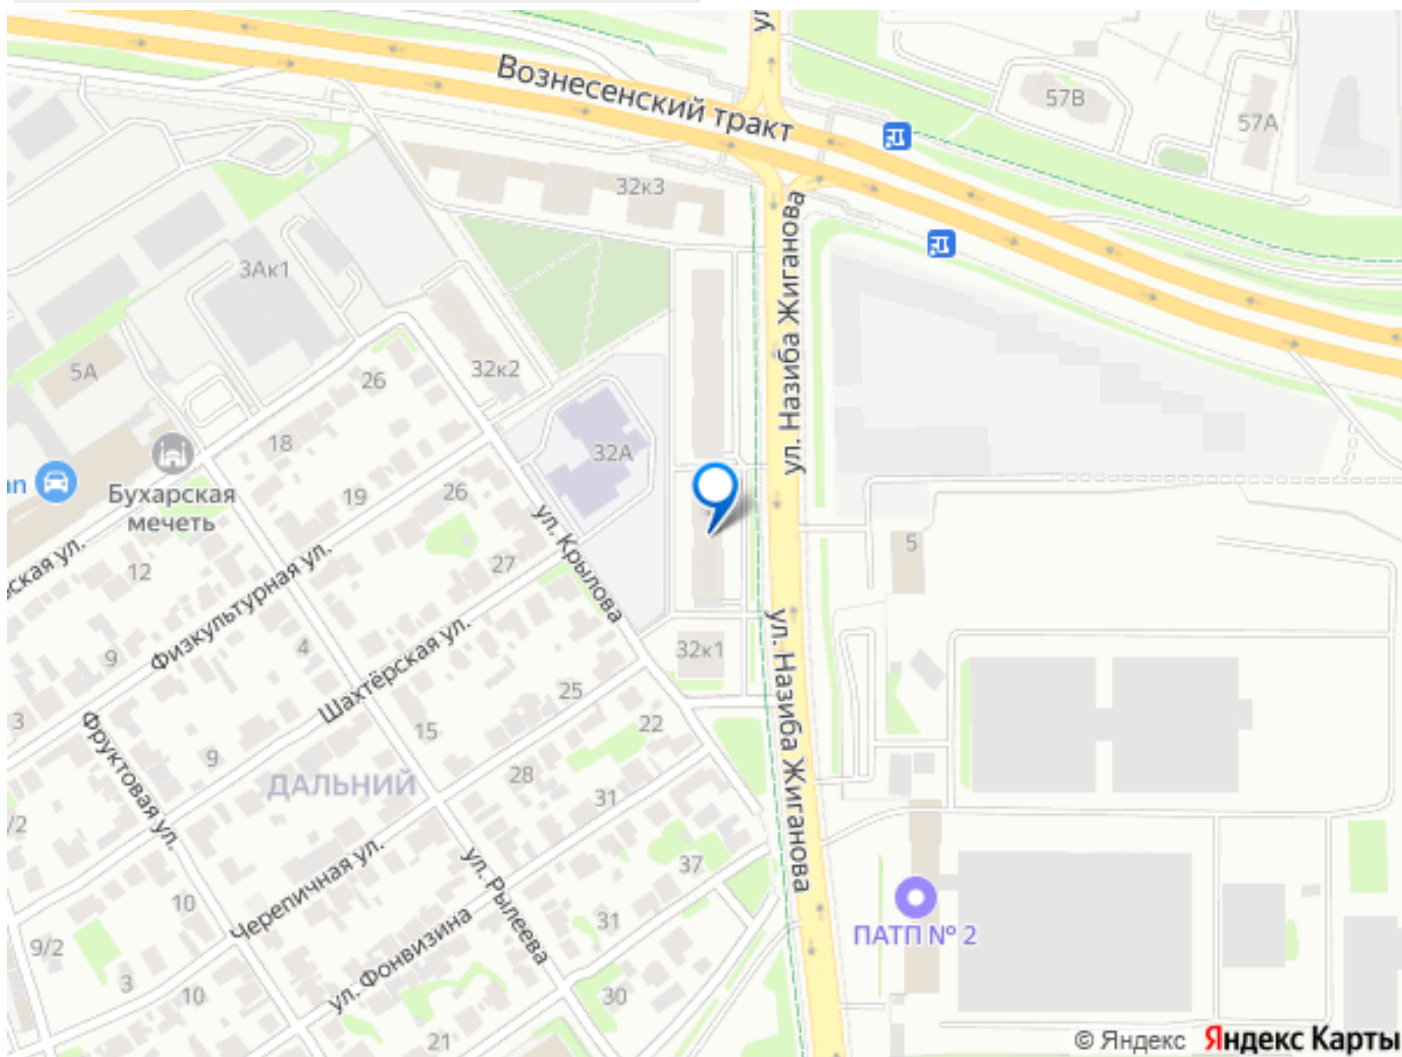 ул
Вознесенский тракт
57В
57А
32к3
ул. Назиба Жиганова
3Ак1
5А
26
32к2
18
32А
an
Бухарская
мечеть
19
26
ул. Крылова
5
ская ул.
12
27
Физкультурная ул.
9
4
Шахтёрская ул.
32к1
ул. Назиба Жиганова
25
3
Фруктовая ул.
15
22
9
ДАЛЬНИЙ
28
31
/2
37
Черепичная ул.
ул. Рылеева
10
31
ул. Фонвизина
ПАТП № 2
9/2
3
10
30
21
© Яндекс Яндекс Карты